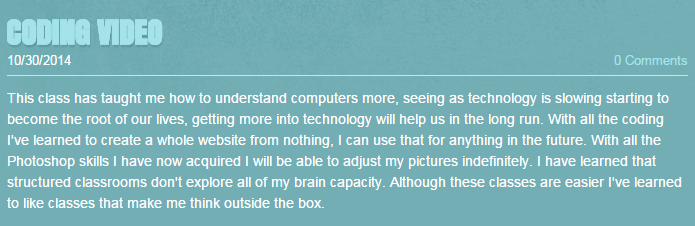 CODING VIDEO
10/30/2014 0 Comments
This class has taught me how to understand computers more, seeing as technology is slowing starting to
become the root of our lives, getting more into technology will help us in the long run. With all the coding
I've learned to create a whole website from nothing, I can use that for anything in the future. With all the
Photoshop skills I have now acquired I will be able to adjust my pictures indefinitely. I have learned that
structured classrooms don't explore all of my brain capacity. Although these classes are easier I've learned
to like classes that make me think outside the box.